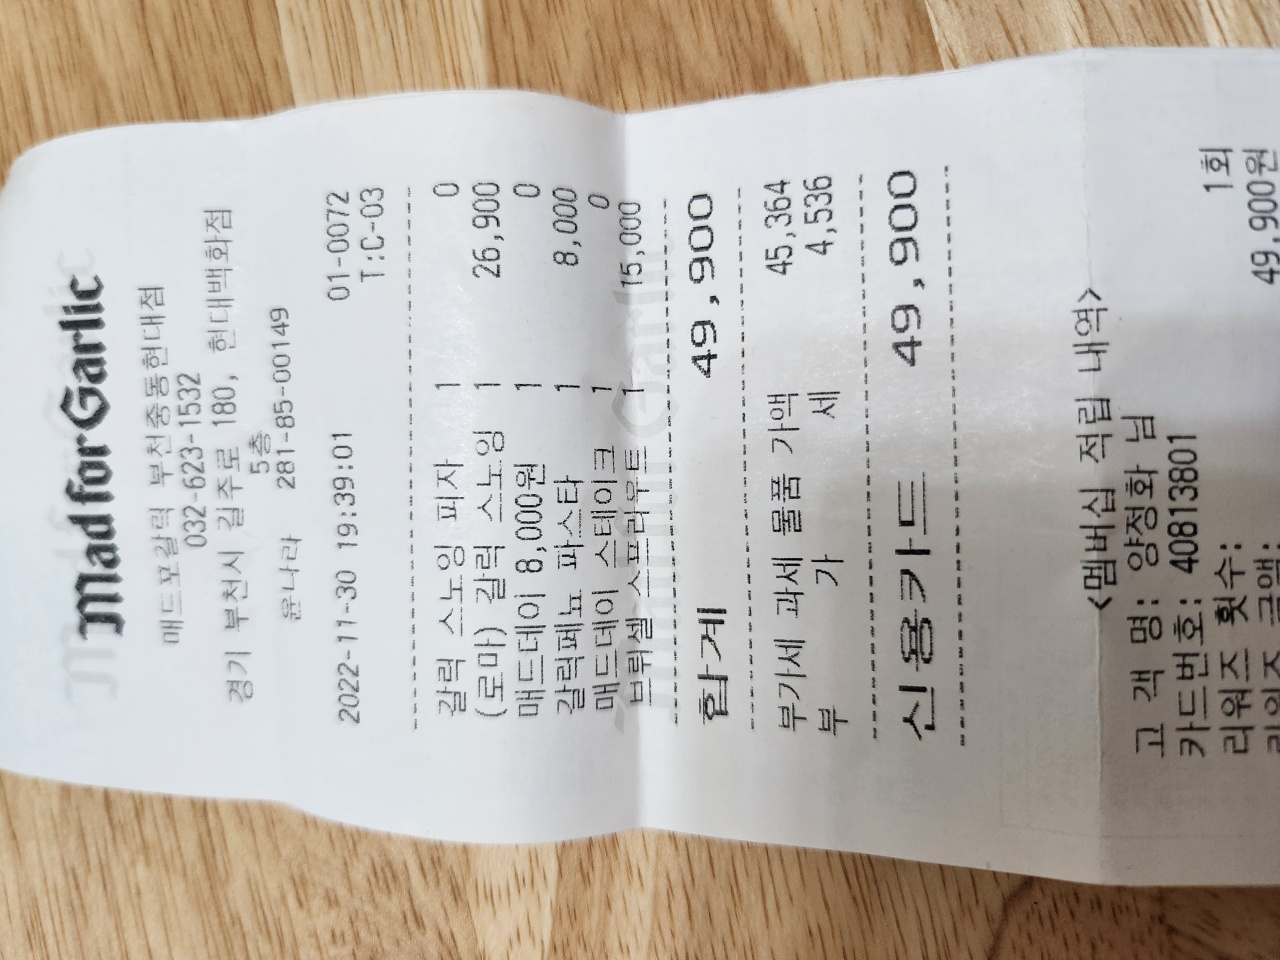 Mad for Garlic
매드포갈릭 부천중동현대점
032-623-1532
경기 부천시 길주로 180, 현대백화점
5층
윤나라 281-85-00149
2022-11-30 19:39:01 01-0072
T:C-03
갈릭 스노잉 피자 1 0
(로마) 갈릭 스노잉 1 26,900
매드데이 8,000원 1 0
갈릭페뇨 파스타 1 8,000
매드데이 스테이크 1 0
브뤼셀 스프라우트 1 15,000
합계 49,900
부가세 과세 물품 가액 45,364
부 가 세 4,536
신용카드 49,900
<멤버십 적립 내역>
고 객 명: 양정화 님
카드번호: 40813801
리워즈 횟수: 1회
리워즈 금액: 49,900원